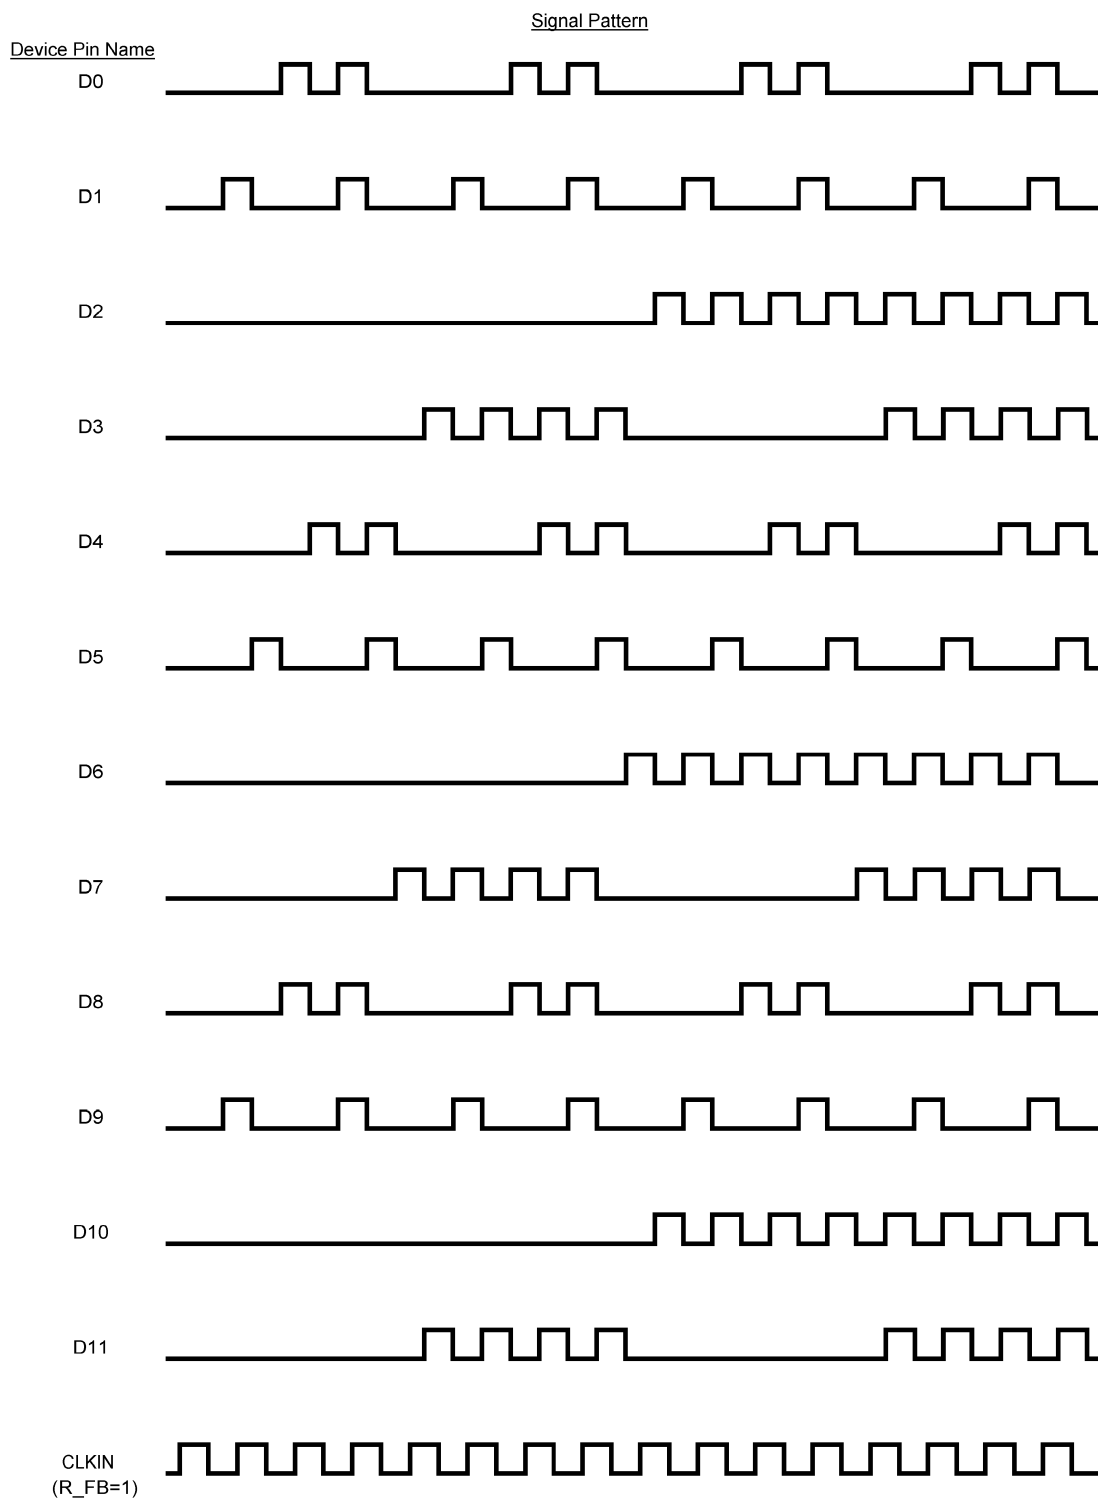 Signal Pattern
Device Pin Name
D0
D1
D2
D3
D4
D5
D6
D7
D8
D9
D10
D11
CLKIN
(R_FB=1)